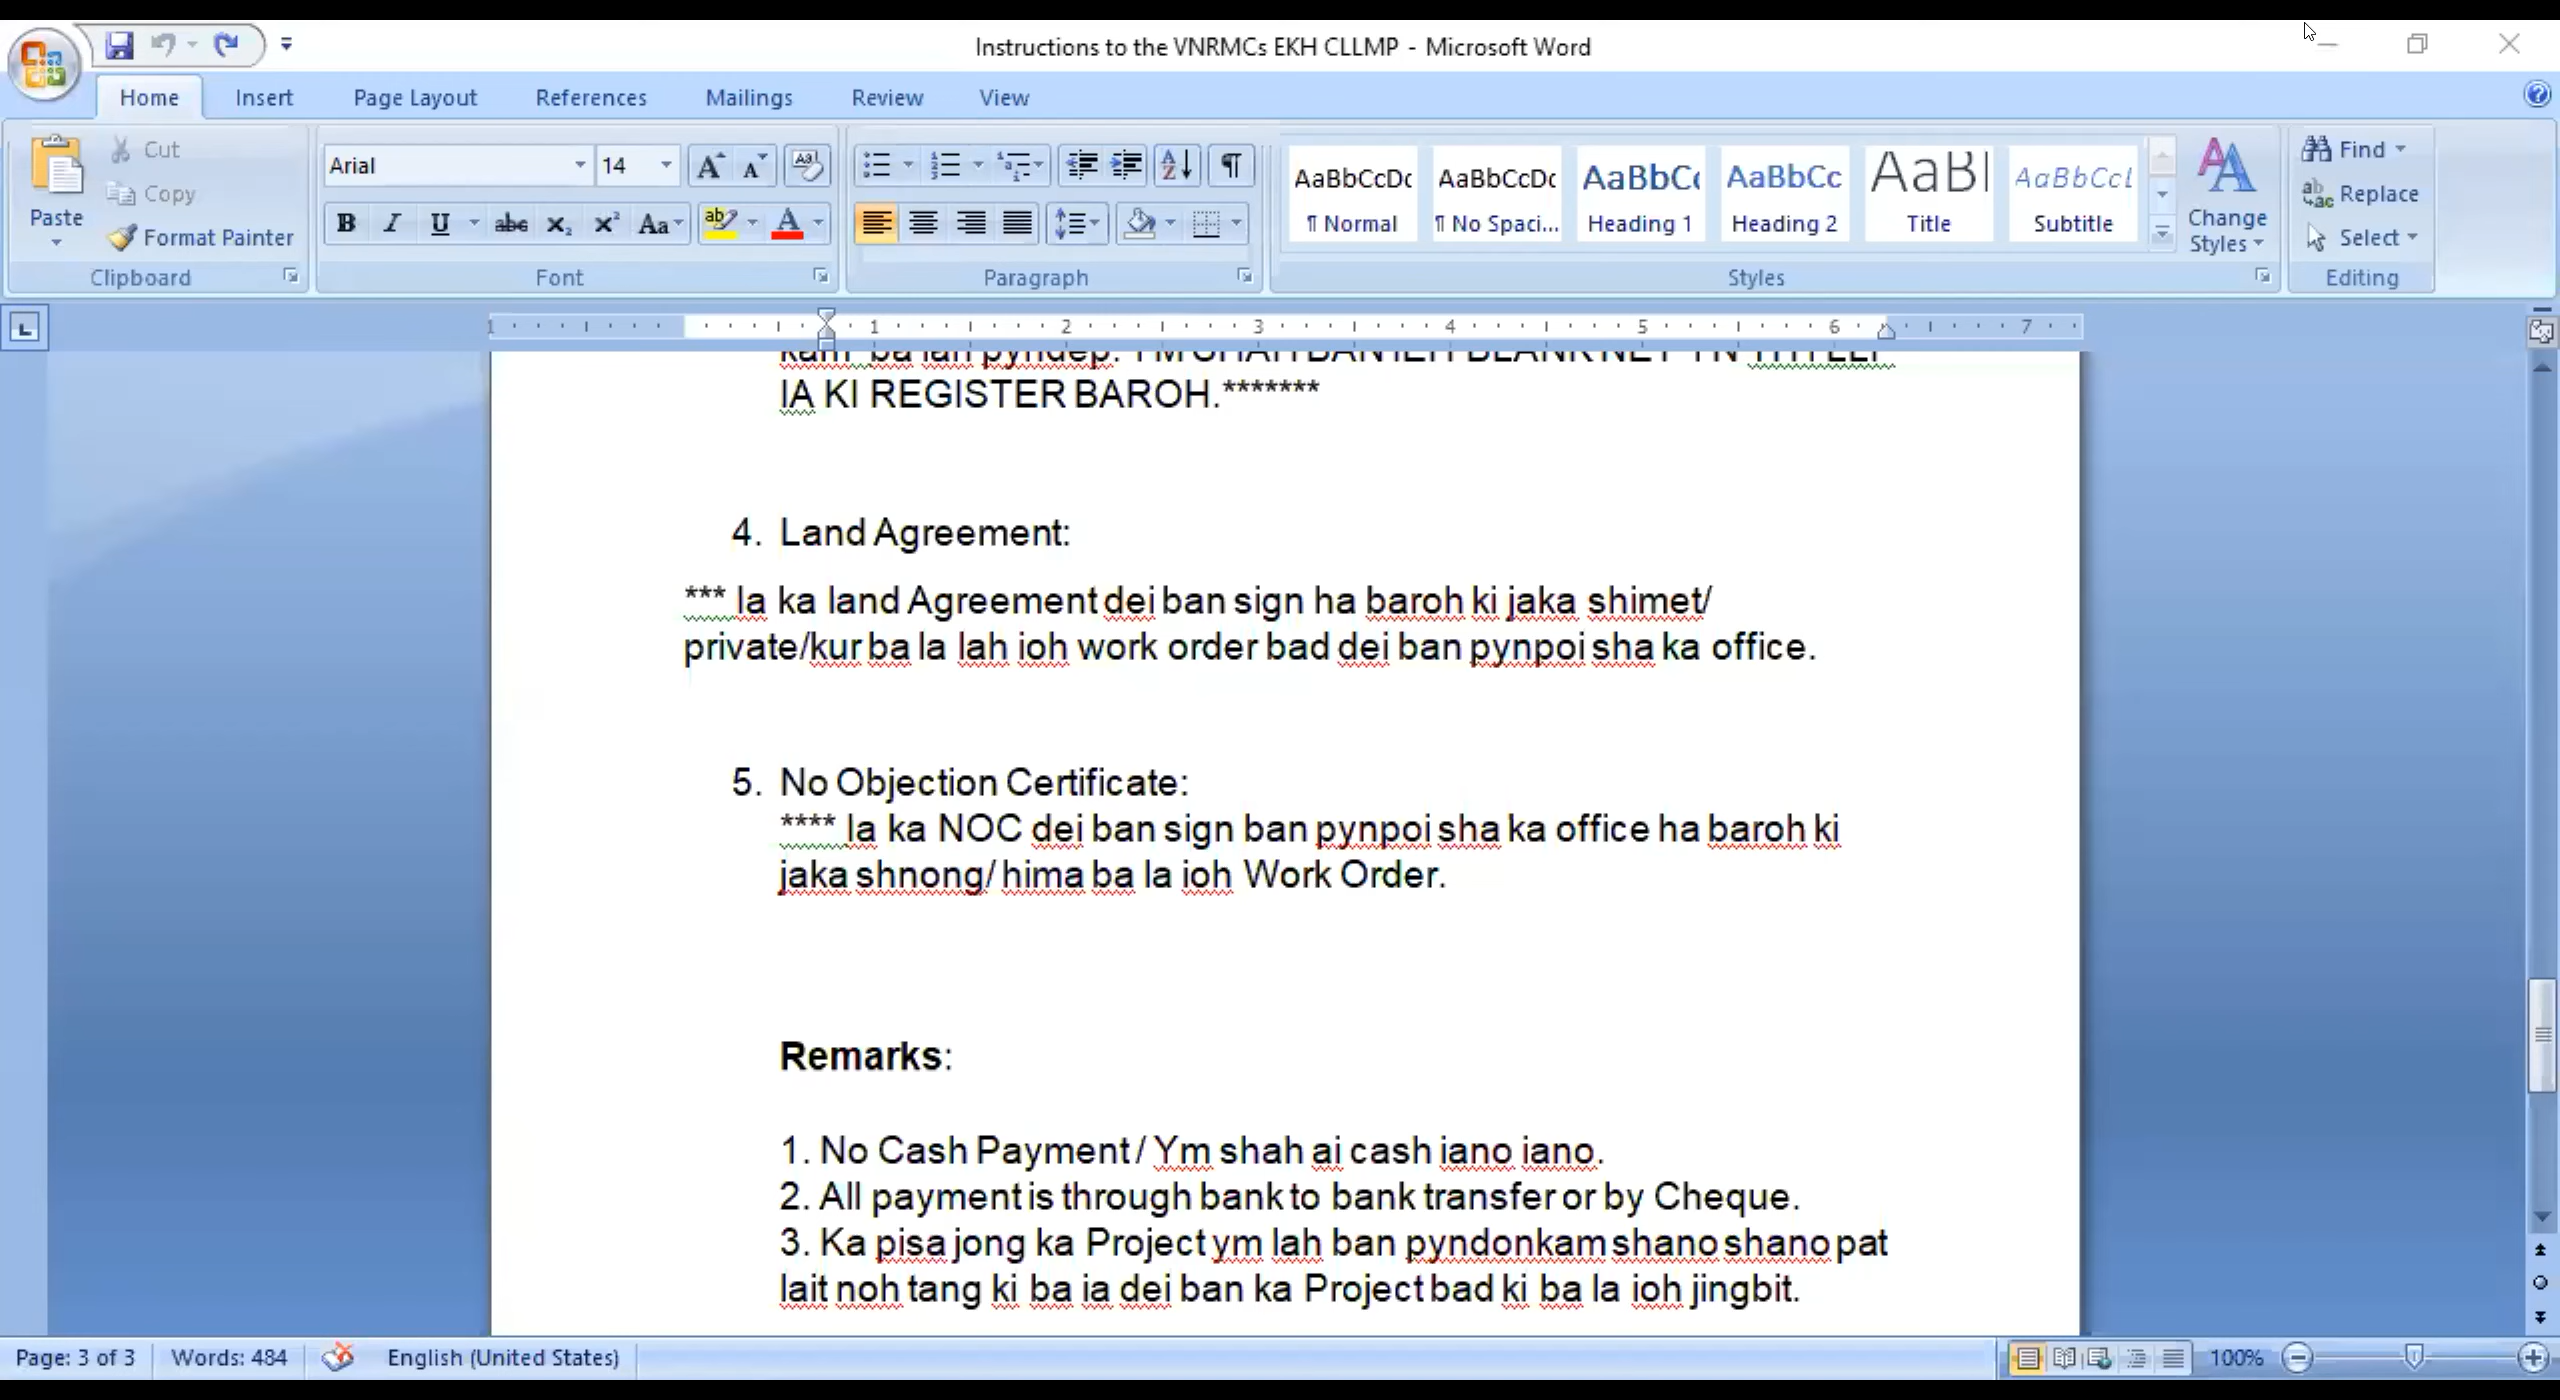 Instructions to the VNRMCs EKH CLLMP - Microsoft Word
Home Insert Page Layout References Mailings Review View
Paste
Cut
Copy
Format Painter
Clipboard
Arial 14
Font
Paragraph
AaBbCcDc AaBbCcDc AaBbCc AaBbCc AaBl AaBbCcL
¶ Normal ¶ No Spaci... Heading 1 Heading 2 Title Subtitle
Change
Styles
Styles
Find
Replace
Select
Editing
1 1 2 3 4 5 6 7
IA KI REGISTER BAROH.*******
4. Land Agreement:
*** Ia ka land Agreement dei ban sign ha baroh ki jaka shimet/
private/kur ba la lah ioh work order bad dei ban pynpoi sha ka office.
5. No Objection Certificate:
**** Ia ka NOC dei ban sign ban pynpoi sha ka office ha baroh ki
jaka shnong/ hima ba la ioh Work Order.
Remarks:
1. No Cash Payment / Ym shah ai cash iano iano.
2. All payment is through bank to bank transfer or by Cheque.
3. Ka pisa jong ka Project ym lah ban pyndonkam shano shano pat
lait noh tang ki ba ia dei ban ka Project bad ki ba la ioh jingbit.
Page: 3 of 3 Words: 484 English (United States) 100%